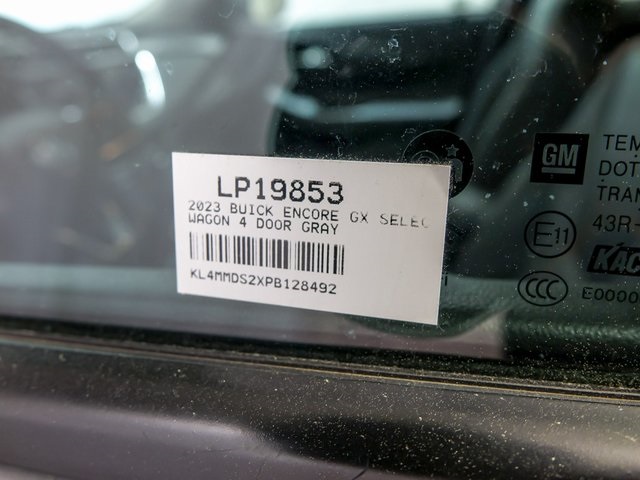 LP19853
2023 BUICK ENCORE GX SELEC
WAGON 4 DOOR GRAY
KL4MMDS2XPB128492
GM
TEM
DOT
TRAN
E11
43R-
CCC
E0000